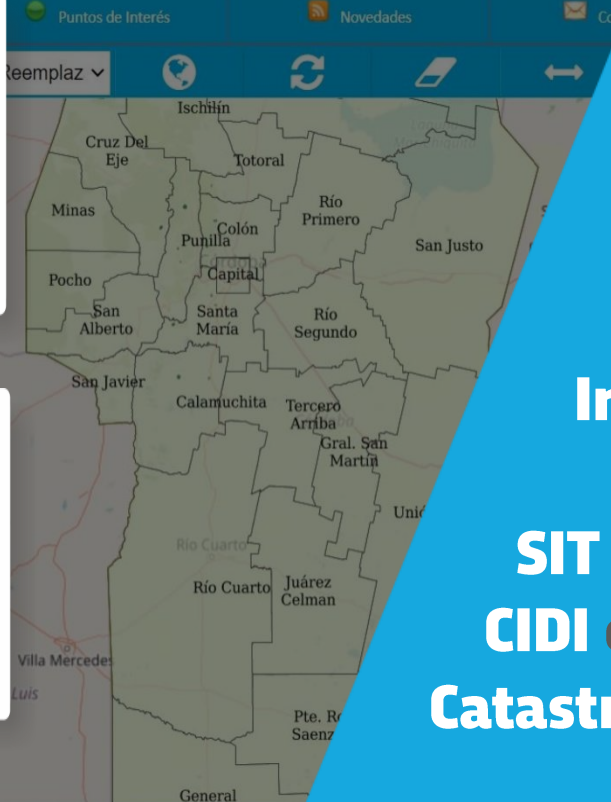 Puntos de Interés
Novedades
Reemplaz
Ischilín
Cruz Del
Eje
Totoral
Minas
Río
Primero
Colón
Punilla
San Justo
Córdoba
Capital
Pocho
San
Alberto
Santa
María
Río
Segundo
San Javier
Calamuchita
Tercero
Arriba
Gral. San
Martín
Río Cuarto
Río Cuarto
Juárez
Celman
Villa Mercedes
Luis
Pte.
Saenz
General
SIT
CIDI
Catast